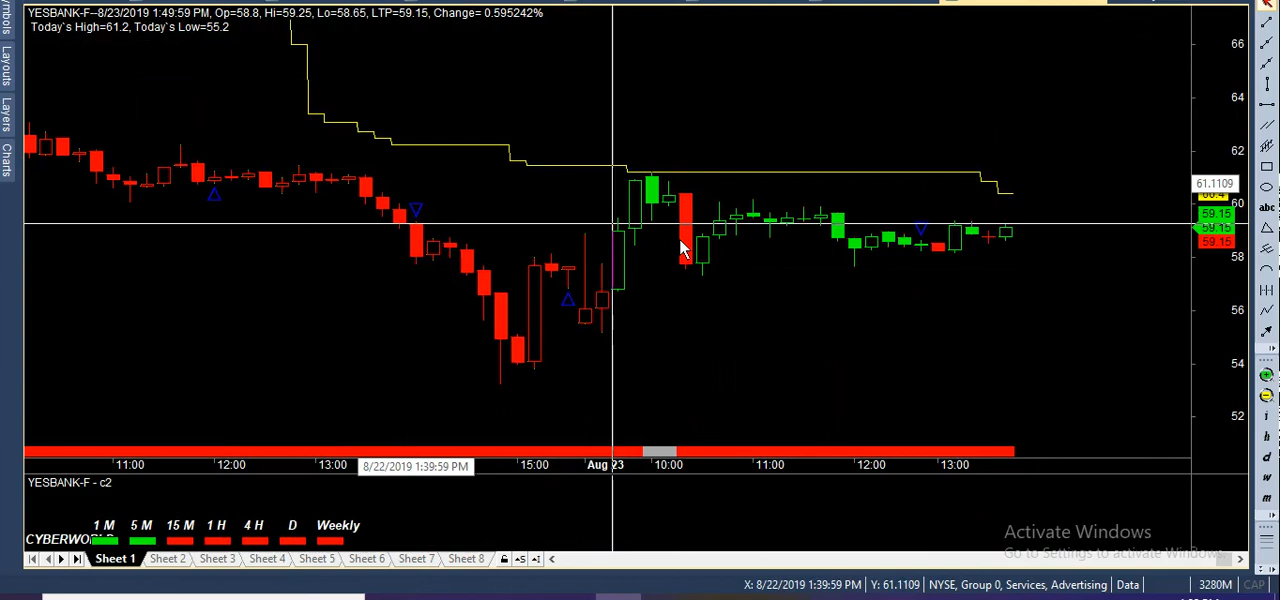 YESBANK-F--8/23/2019 1:49:59 PM, Op=58.8, Hi=59.25, Lo=58.65, LTP=59.15, Change= 0.595242%
Today`s High=61.2, Today`s Low=55.2
Layouts
Layers
Charts
66
64
62
61.1109
60
59.15
59.15
59.15
58
56
54
52
abc
11:00
12:00
13:00
8/22/2019 1:39:59 PM
15:00
Aug 23
10:00
11:00
12:00
13:00
i
h
d
w
m
YESBANK-F - c2
1 M
5 M
15 M
1 H
4 H
D
Weekly
Activate Windows
Go to Settings to activate Windows.
Sheet 1
Sheet 2
Sheet 3
Sheet 4
Sheet 5
Sheet 6
Sheet 7
Sheet 8
X: 8/22/2019 1:39:59 PM
Y: 61.1109
NYSE, Group 0, Services, Advertising
Data
3280M
CAP